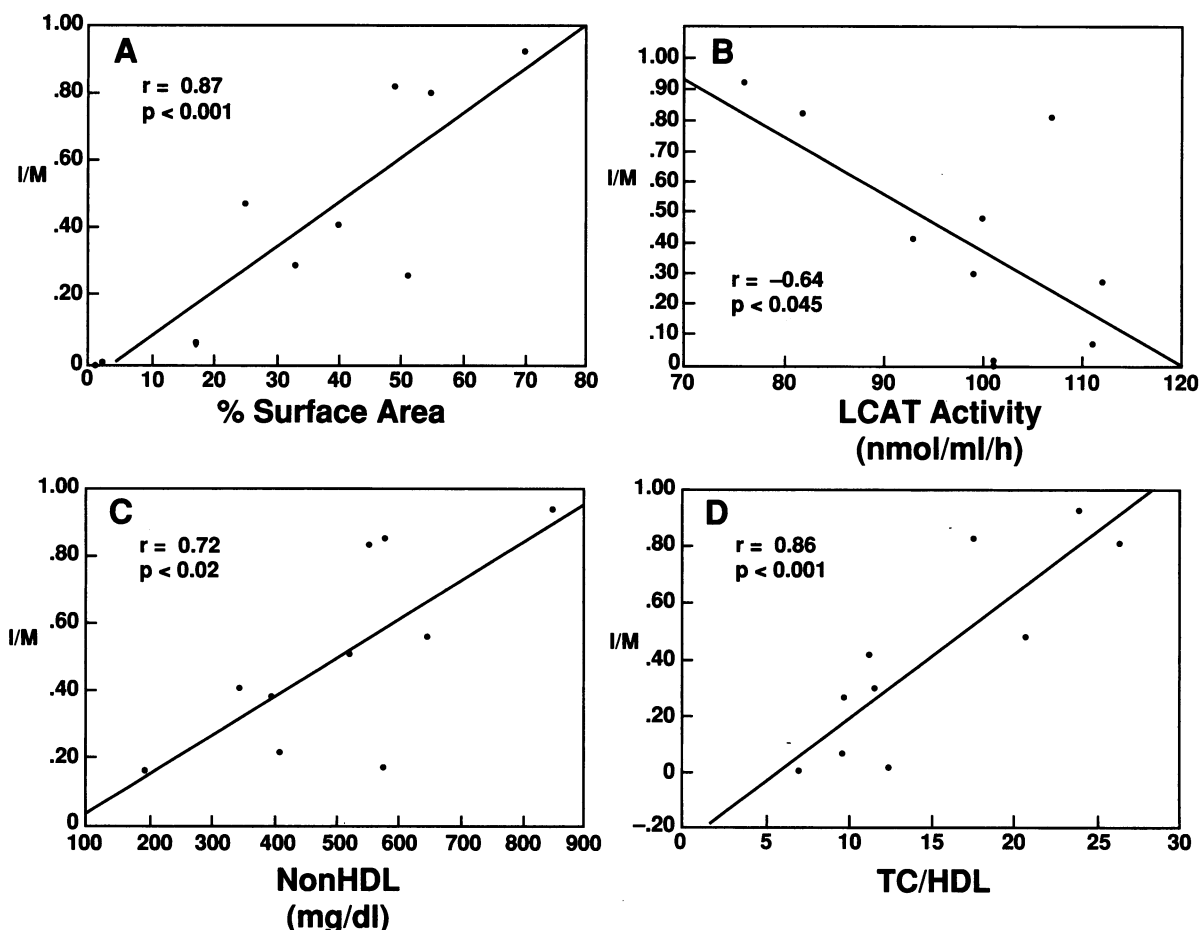 A
r = 0.87
p < 0.001
1.00
.80
.60
I/M
.40
.20
0
0 10 20 30 40 50 60 70 80
% Surface Area
B
1.00
.90
.80
.70
I/M
.60
.50
.40
.30
.20
.10
0
r = –0.64
p < 0.045
70 80 90 100 110 120
LCAT Activity
(nmol/ml/h)
C
r = 0.72
p < 0.02
1.00
.80
.60
I/M
.40
.20
0
100 200 300 400 500 600 700 800 900
NonHDL
(mg/dl)
D
r = 0.86
p < 0.001
1.00
.80
.60
I/M
.40
.20
0
–.20
0 5 10 15 20 25 30
TC/HDL